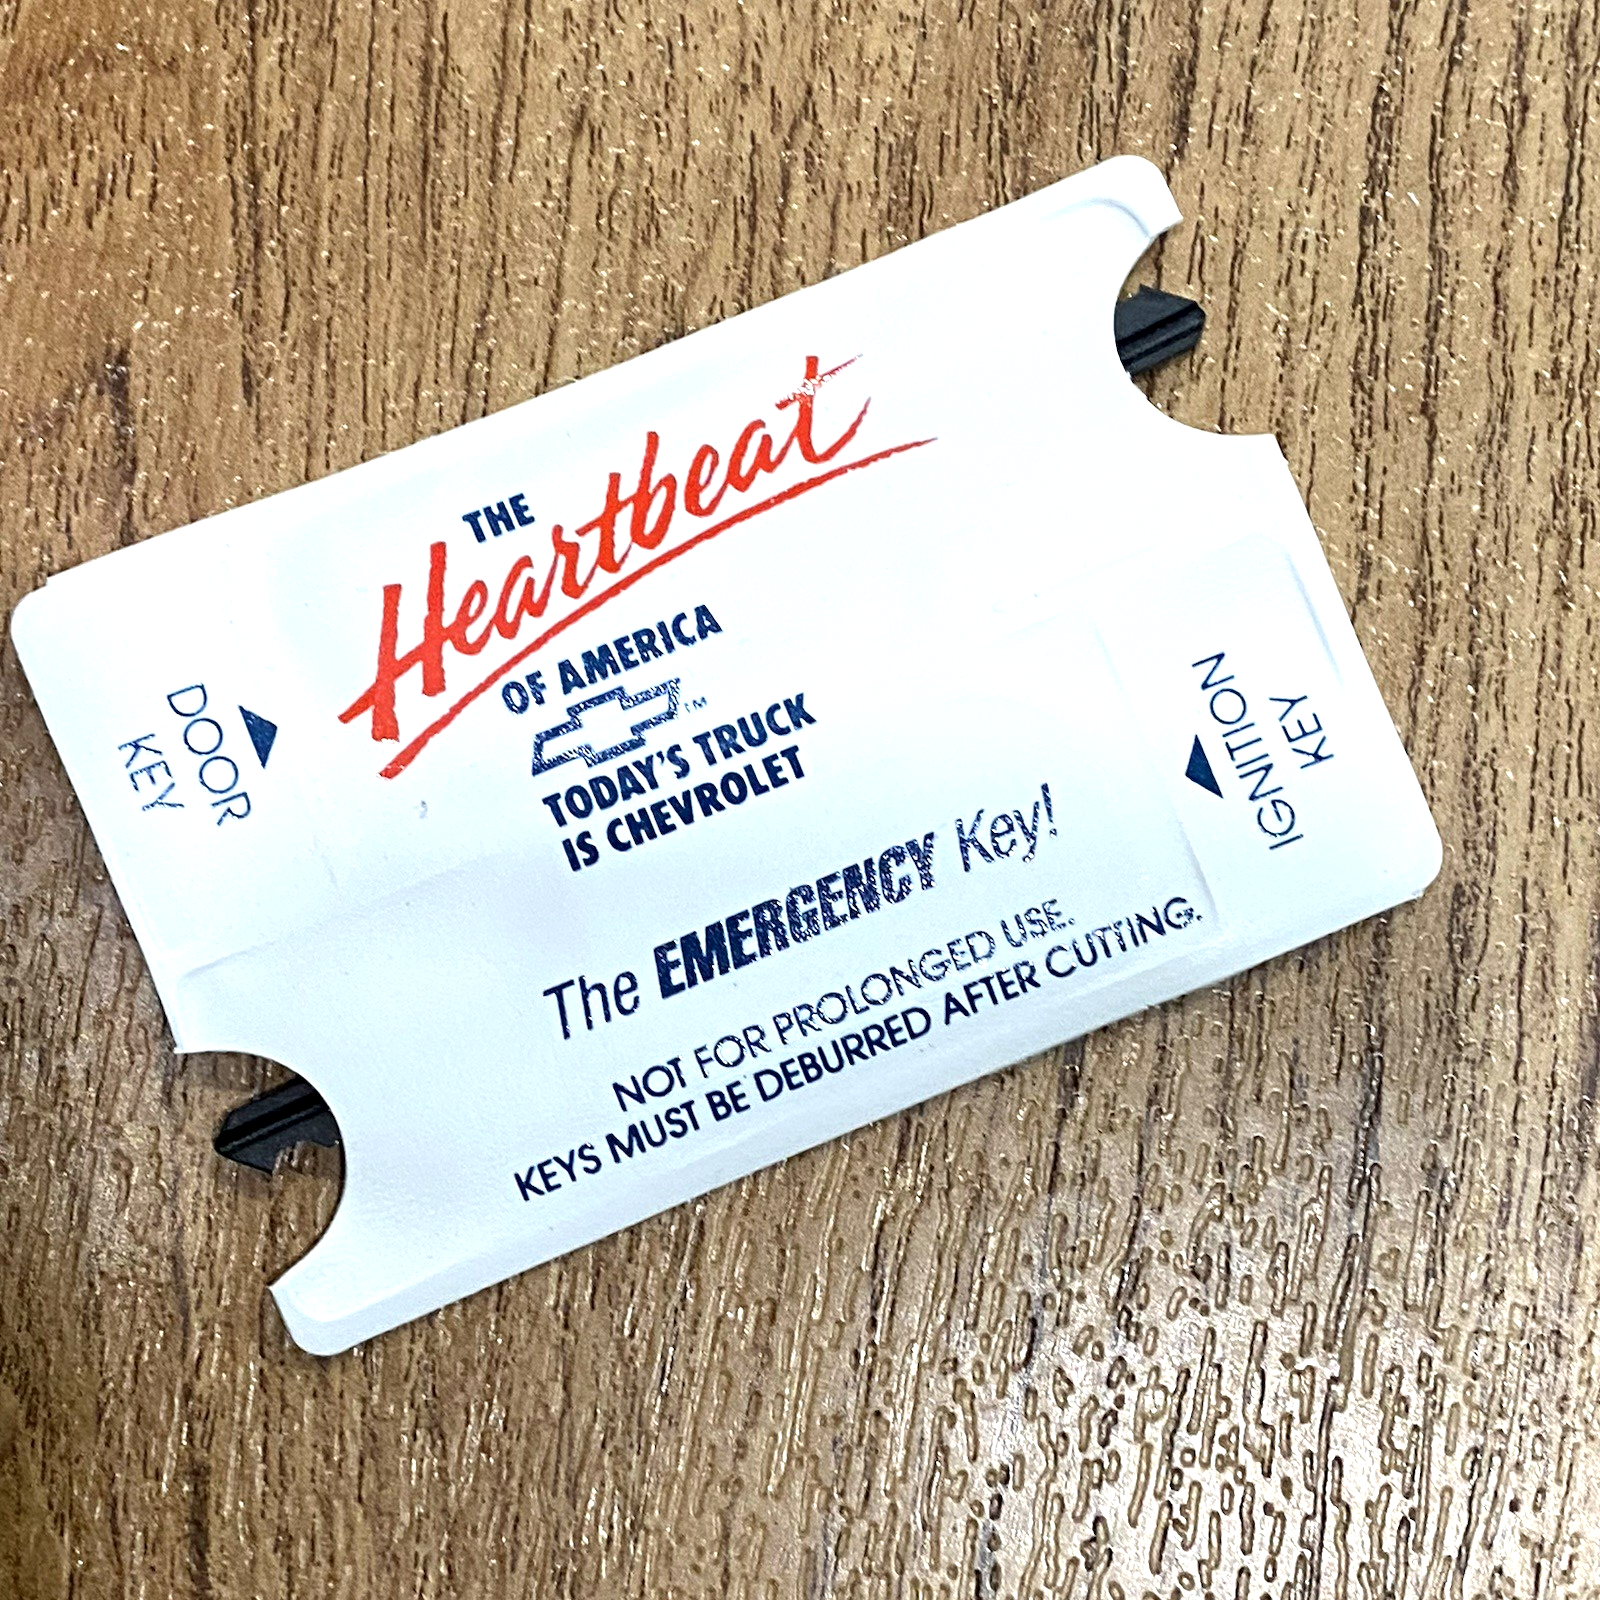 THE
Heartbeat
OF AMERICA
TM
TODAY'S TRUCK
IS CHEVROLET
The EMERGENCY Key!
NOT FOR PROLONGED USE.
KEYS MUST BE DEBURRED AFTER CUTTING.
DOOR
KEY
IGNITION
KEY